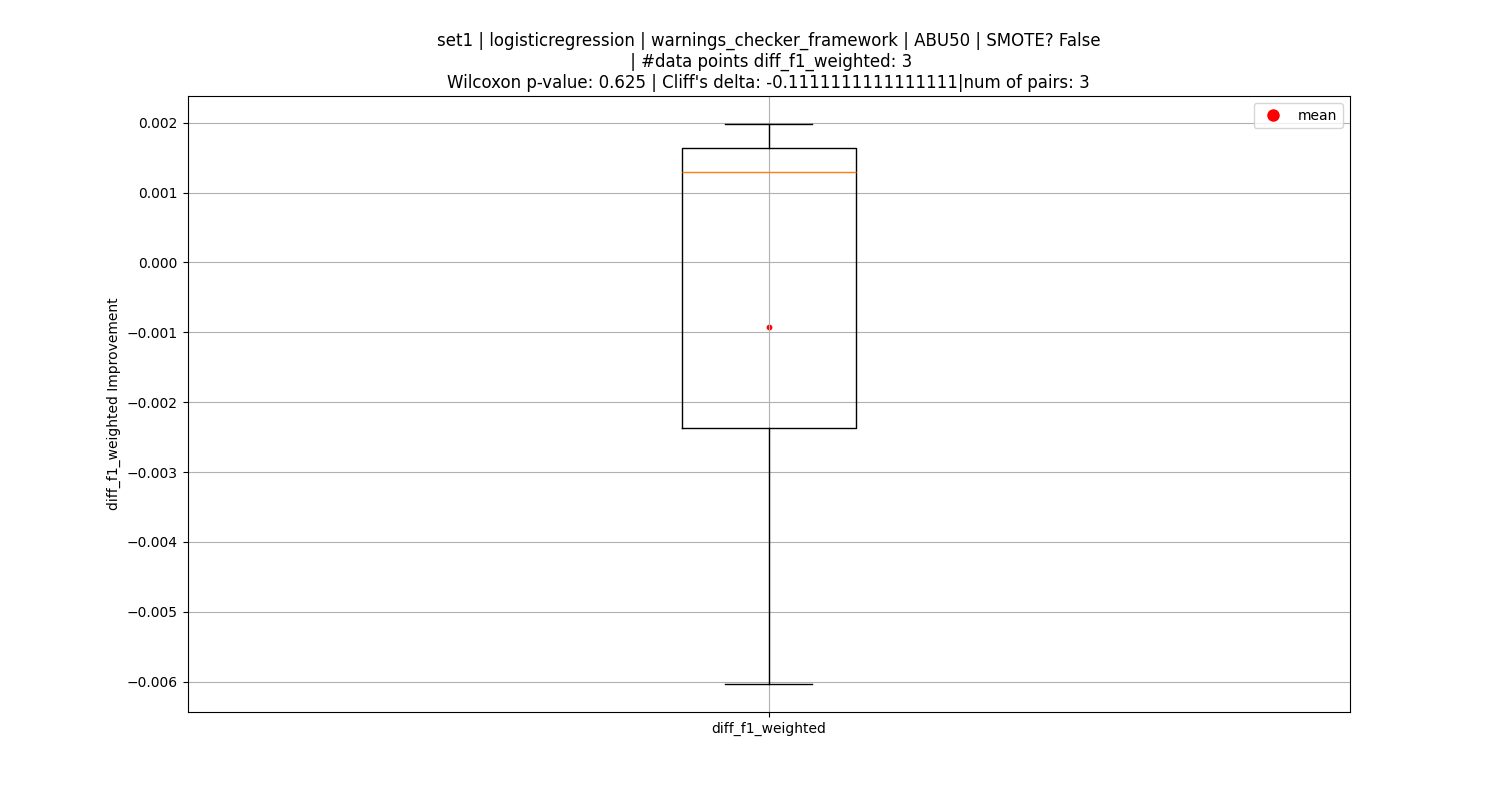 set1 | logisticregression | warnings_checker_framework | ABU50 | SMOTE? False
| #data points diff_f1_weighted: 3
Wilcoxon p-value: 0.625 | Cliff's delta: -0.1111111111111111|num of pairs: 3
mean
0.002
0.001
0.000
−0.001
−0.002
−0.003
−0.004
−0.005
−0.006
diff_f1_weighted Improvement
diff_f1_weighted